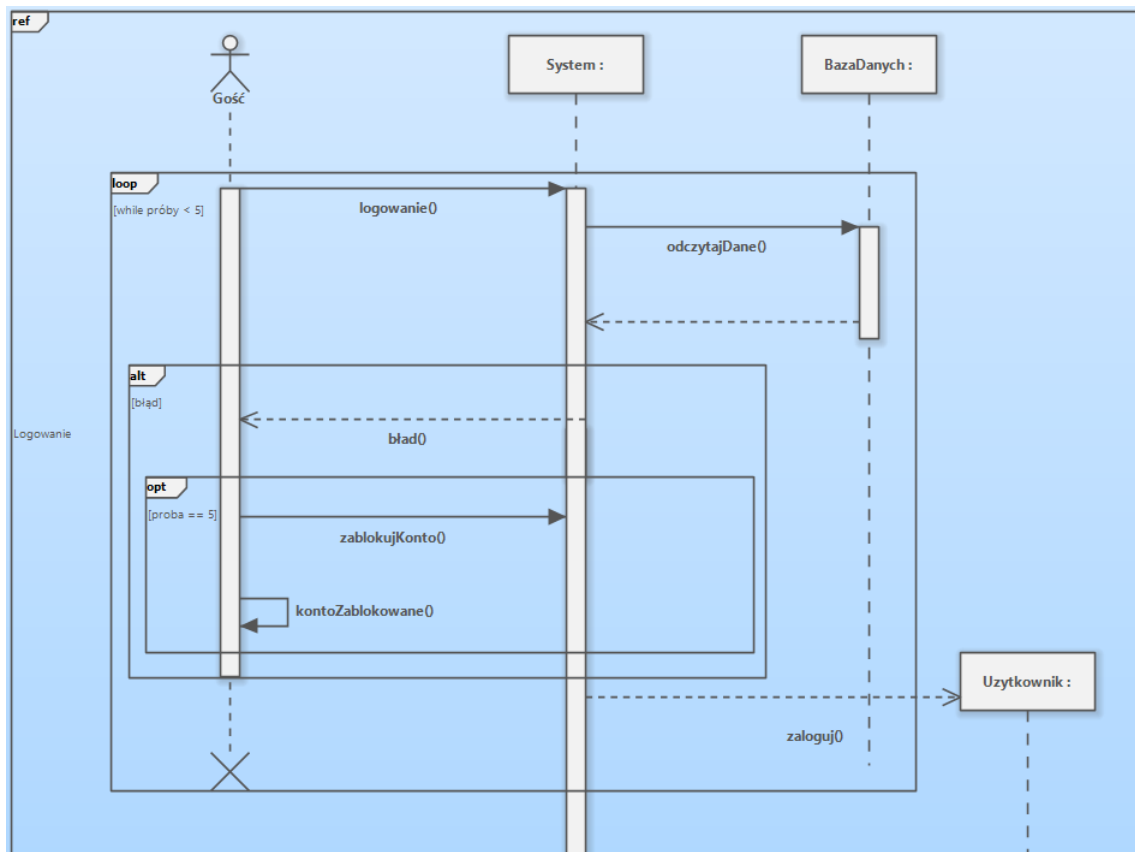 ref
Gość
System :
BazaDanych :
loop
[while próby < 5]
logowanie()
odczytajDane()
alt
[błąd]
Logowanie
bład()
opt
[proba == 5]
zablokujKonto()
kontoZablokowane()
Uzytkownik :
zaloguj()